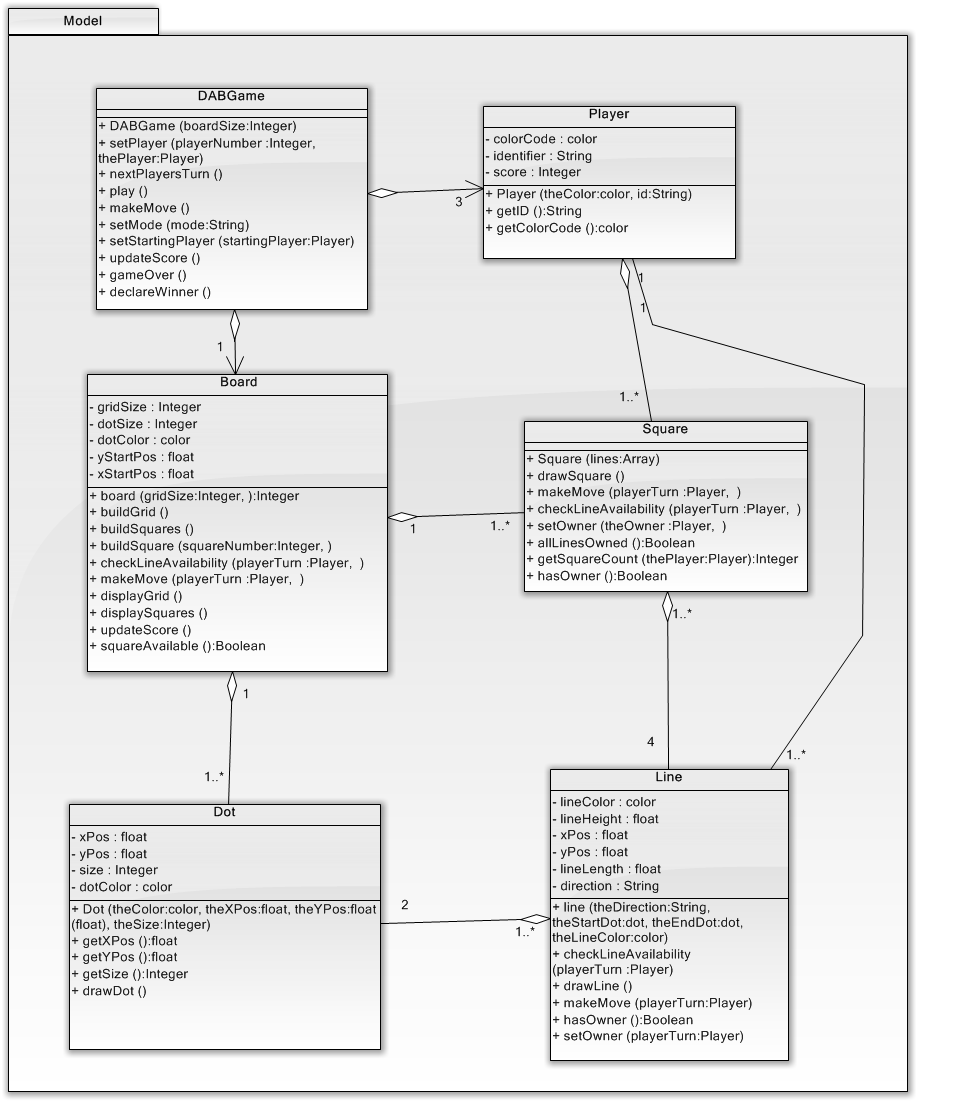 Model
DABGame
+ DABGame (boardSize:Integer)
+ setPlayer (playerNumber :Integer,
thePlayer:Player)
+ nextPlayersTurn ()
+ play ()
+ makeMove ()
+ setMode (mode:String)
+ setStartingPlayer (startingPlayer:Player)
+ updateScore ()
+ gameOver ()
+ declareWinner ()
3
Player
- colorCode : color
- identifier : String
- score : Integer
+ Player (theColor:color, id:String)
+ getID ():String
+ getColorCode ():color
1
1
1
1..*
Board
- gridSize : Integer
- dotSize : Integer
- dotColor : color
- yStartPos : float
- xStartPos : float
+ board (gridSize:Integer, ):Integer
+ buildGrid ()
+ buildSquares ()
+ buildSquare (squareNumber:Integer, )
+ checkLineAvailability (playerTurn :Player,  )
+ makeMove (playerTurn :Player,  )
+ displayGrid ()
+ displaySquares ()
+ updateScore ()
+ squareAvailable ():Boolean
1
1..*
Square
+ Square (lines:Array)
+ drawSquare ()
+ makeMove (playerTurn :Player,  )
+ checkLineAvailability (playerTurn :Player,  )
+ setOwner (theOwner :Player,  )
+ allLinesOwned ():Boolean
+ getSquareCount (thePlayer:Player):Integer
+ hasOwner ():Boolean
1..*
1
1..*
4
1..*
Dot
- xPos : float
- yPos : float
- size : Integer
- dotColor : color
+ Dot (theColor:color, theXPos:float, theYPos:float
(float), theSize:Integer)
+ getXPos ():float
+ getYPos ():float
+ getSize ():Integer
+ drawDot ()
2
1..*
Line
- lineColor : color
- lineHeight : float
- xPos : float
- yPos : float
- lineLength : float
- direction : String
+ line (theDirection:String,
theStartDot:dot, theEndDot:dot,
theLineColor:color)
+ checkLineAvailability
(playerTurn :Player)
+ drawLine ()
+ makeMove (playerTurn:Player)
+ hasOwner ():Boolean
+ setOwner (playerTurn:Player)